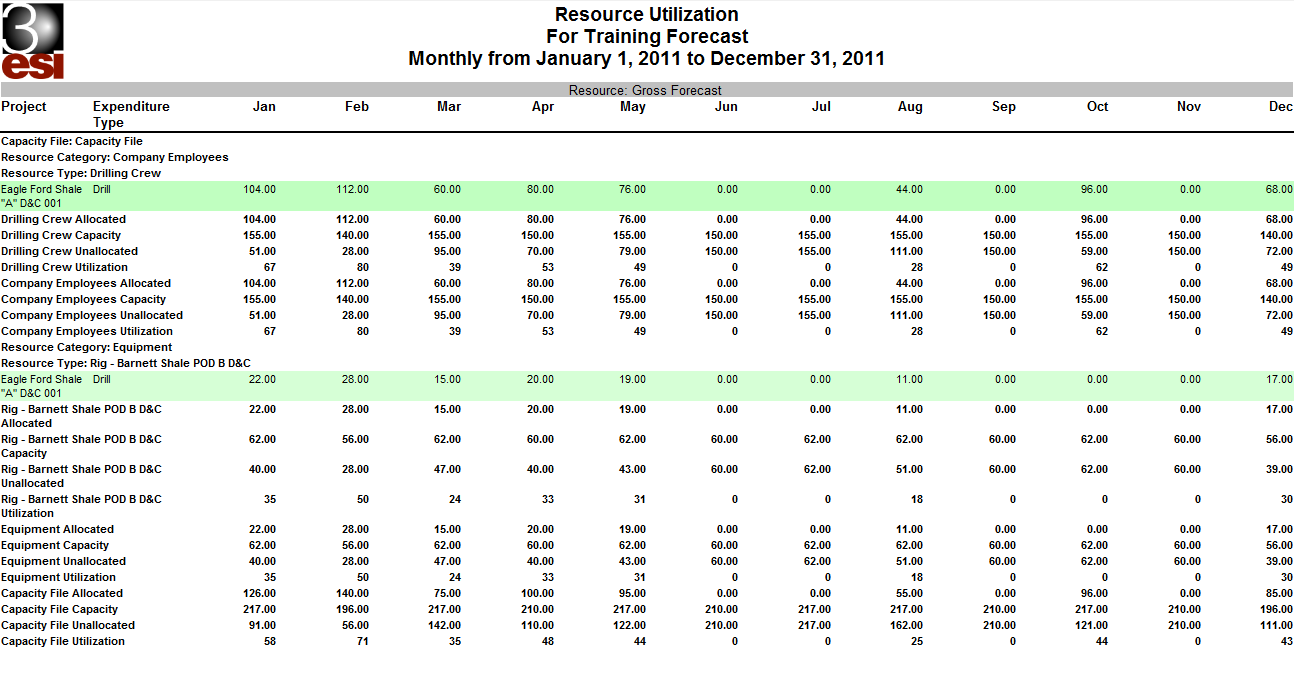 3
esi
Resource Utilization
For Training Forecast
Monthly from January 1, 2011 to December 31, 2011
Resource: Gross Forecast
Project Expenditure Jan Feb Mar Apr May Jun Jul Aug Sep Oct Nov Dec
Type
Capacity File: Capacity File
Resource Category: Company Employees
Resource Type: Drilling Crew
Eagle Ford Shale Drill 104.00 112.00 60.00 80.00 76.00 0.00 0.00 44.00 0.00 96.00 0.00 68.00
"A" D&C 001
Drilling Crew Allocated 104.00 112.00 60.00 80.00 76.00 0.00 0.00 44.00 0.00 96.00 0.00 68.00
Drilling Crew Capacity 155.00 140.00 155.00 150.00 155.00 150.00 155.00 155.00 150.00 155.00 150.00 140.00
Drilling Crew Unallocated 51.00 28.00 95.00 70.00 79.00 150.00 155.00 111.00 150.00 59.00 150.00 72.00
Drilling Crew Utilization 67 80 39 53 49 0 0 28 0 62 0 49
Company Employees Allocated 104.00 112.00 60.00 80.00 76.00 0.00 0.00 44.00 0.00 96.00 0.00 68.00
Company Employees Capacity 155.00 140.00 155.00 150.00 155.00 150.00 155.00 155.00 150.00 155.00 150.00 140.00
Company Employees Unallocated 51.00 28.00 95.00 70.00 79.00 150.00 155.00 111.00 150.00 59.00 150.00 72.00
Company Employees Utilization 67 80 39 53 49 0 0 28 0 62 0 49
Resource Category: Equipment
Resource Type: Rig - Barnett Shale POD B D&C
Eagle Ford Shale Drill 22.00 28.00 15.00 20.00 19.00 0.00 0.00 11.00 0.00 0.00 0.00 17.00
"A" D&C 001
Rig - Barnett Shale POD B D&C 22.00 28.00 15.00 20.00 19.00 0.00 0.00 11.00 0.00 0.00 0.00 17.00
Allocated
Rig - Barnett Shale POD B D&C 62.00 56.00 62.00 60.00 62.00 60.00 62.00 62.00 60.00 62.00 60.00 56.00
Capacity
Rig - Barnett Shale POD B D&C 40.00 28.00 47.00 40.00 43.00 60.00 62.00 51.00 60.00 62.00 60.00 39.00
Unallocated
Rig - Barnett Shale POD B D&C 35 50 24 33 31 0 0 18 0 0 0 30
Utilization
Equipment Allocated 22.00 28.00 15.00 20.00 19.00 0.00 0.00 11.00 0.00 0.00 0.00 17.00
Equipment Capacity 62.00 56.00 62.00 60.00 62.00 60.00 62.00 62.00 60.00 62.00 60.00 56.00
Equipment Unallocated 40.00 28.00 47.00 40.00 43.00 60.00 62.00 51.00 60.00 62.00 60.00 39.00
Equipment Utilization 35 50 24 33 31 0 0 18 0 0 0 30
Capacity File Allocated 126.00 140.00 75.00 100.00 95.00 0.00 0.00 55.00 0.00 96.00 0.00 85.00
Capacity File Capacity 217.00 196.00 217.00 210.00 217.00 210.00 217.00 217.00 210.00 217.00 210.00 196.00
Capacity File Unallocated 91.00 56.00 142.00 110.00 122.00 210.00 217.00 162.00 210.00 121.00 210.00 111.00
Capacity File Utilization 58 71 35 48 44 0 0 25 0 44 0 43